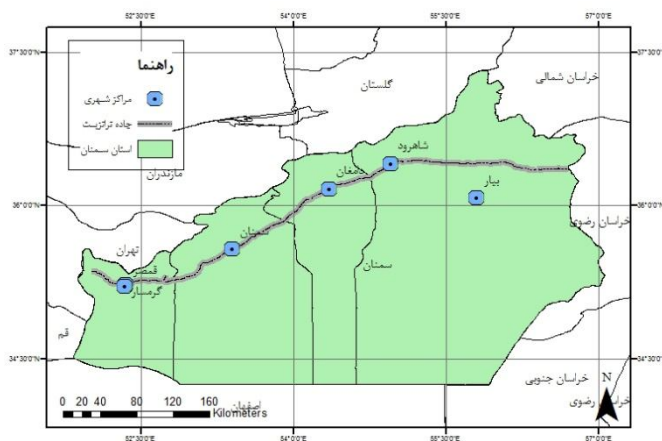 52°30'0"E 54°0'0"E 55°30'0"E 57°0'0"E
37°30'0"N 37°30'0"N
راهنما
مراکز شهری
جاده ترانزیت
استان سمنان
گلستان
خراسان شمالی
مازندران
شاهرود
دامغان
بیار
36°0'0"N 36°0'0"N
خراسان رضوی
سمنان
تهران
سمنان
قمصر
گرمسار
قم
34°30'0"N 34°30'0"N
خراسان جنوبی
N
خراسان رضوی
اصفهان
0 20 40 80 120 160
Kilometers
52°30'0"E 54°0'0"E 55°30'0"E 57°0'0"E